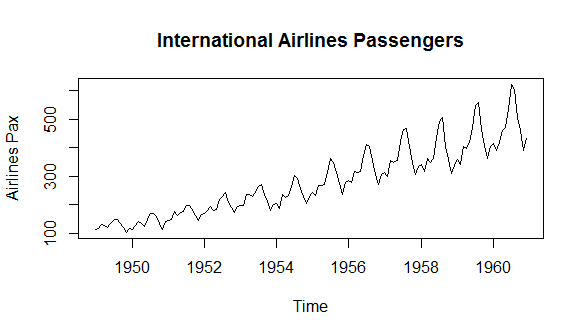 International Airlines Passengers
Airlines Pax
100 300 500
1950 1952 1954 1956 1958 1960
Time